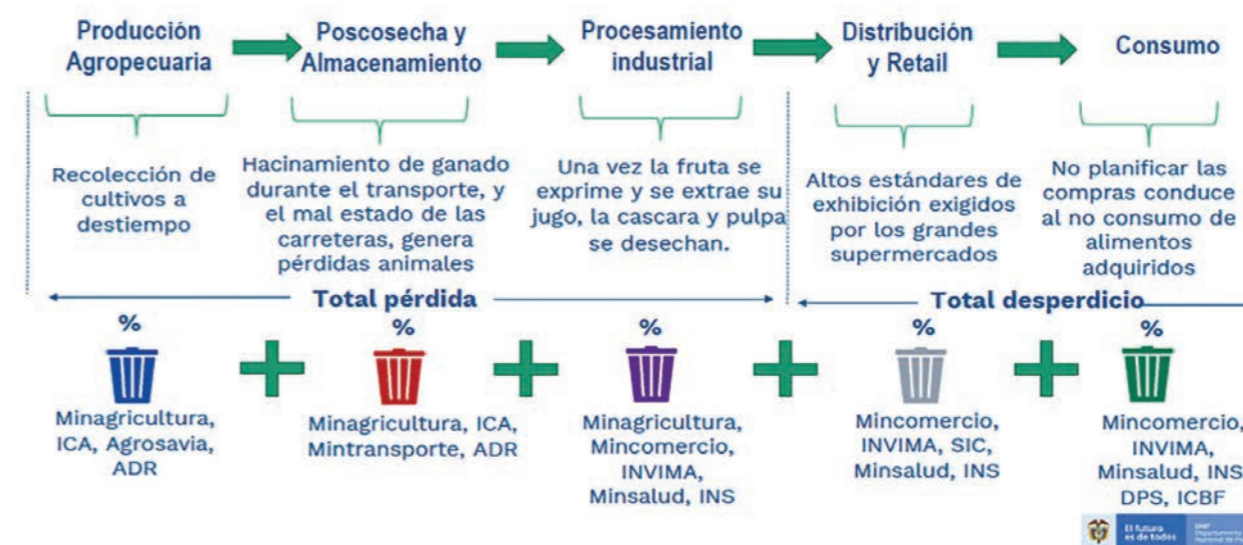 Producción
Agropecuaria
Poscosecha y
Almacenamiento
Procesamiento
industrial
Distribución
y Retail
Consumo
Recolección de
cultivos a
destiempo
Hacinamiento de ganado
durante el transporte, y
el mal estado de las
carreteras, genera
pérdidas animales
Una vez la fruta se
exprime y se extrae su
jugo, la cascara y pulpa
se desechan.
Altos estándares de
exhibición exigidos
por los grandes
supermercados
No planificar las
compras conduce
al no consumo de
alimentos
adquiridos
Total pérdida
Total desperdicio
%
%
%
%
%
Minagricultura,
ICA, Agrosavia,
ADR
Minagricultura, ICA,
Mintransporte, ADR
Minagricultura,
Mincomercio,
INVIMA,
Minsalud, INS
Mincomercio,
INVIMA, SIC,
Minsalud, INS
Mincomercio,
INVIMA,
Minsalud, INS
DPS, ICBF
El futuro
es de todos